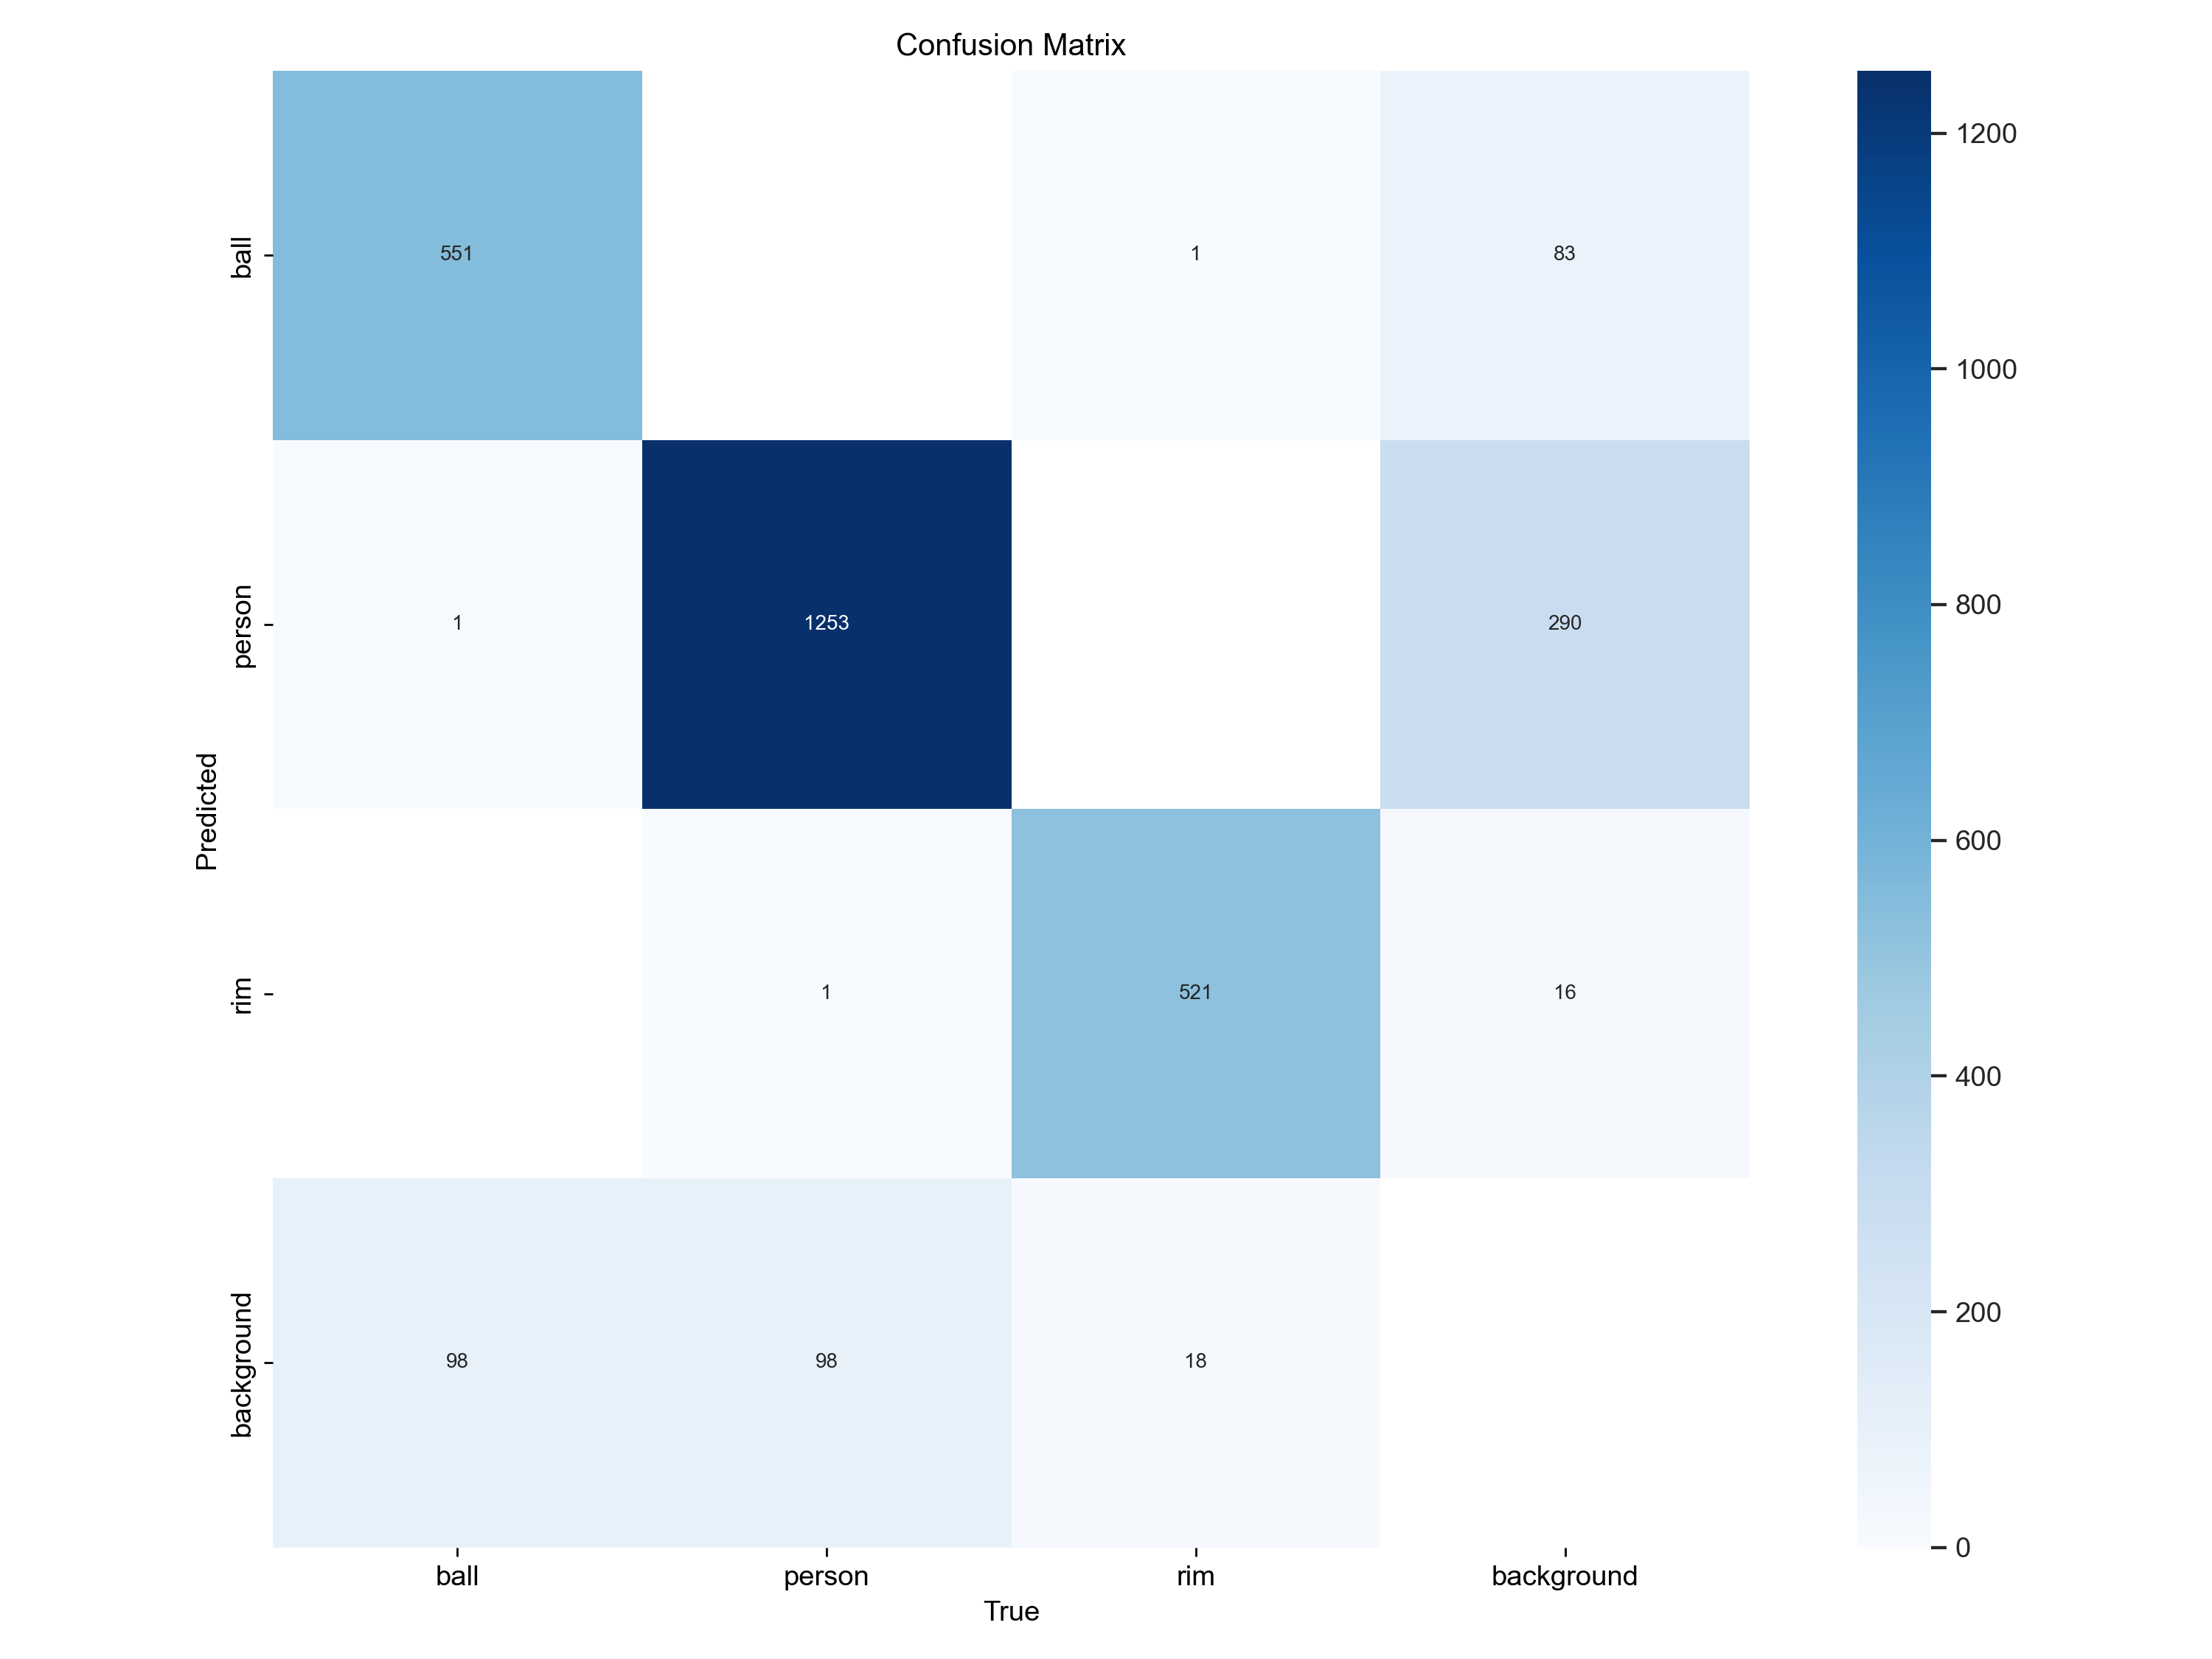 Confusion Matrix
ball
551
1
83
person
1
1253
290
rim
1
521
16
background
98
98
18
ball
person
rim
background
True
Predicted
1200
1000
800
600
400
200
0